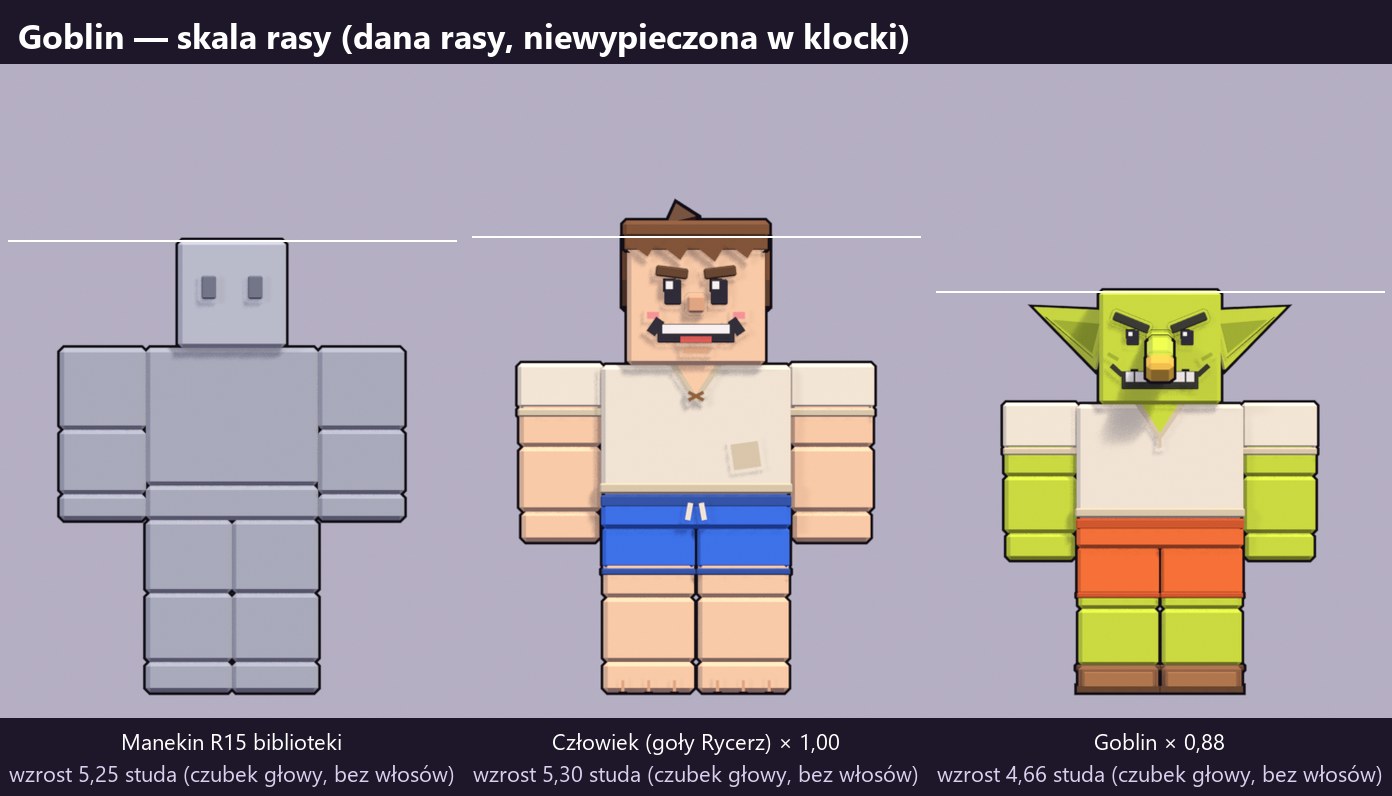 Goblin — skala rasy (dana rasy, niewypieczona w klocki)
Manekin R15 biblioteki
wzrost 5,25 studa (czubek głowy, bez włosów)
Człowiek (goły Rycerz) × 1,00
wzrost 5,30 studa (czubek głowy, bez włosów)
Goblin × 0,88
wzrost 4,66 studa (czubek głowy, bez włosów)